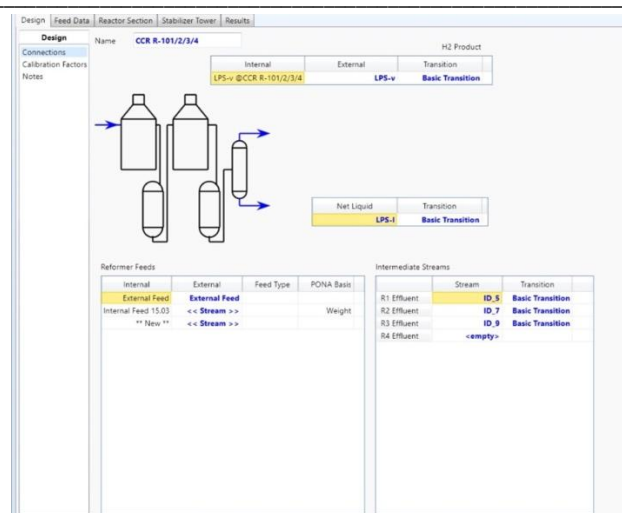 Design Feed Data Reactor Section Stabilizer Tower Results
Design
Connections
Calibration Factors
Notes
Name CCR R-101/2/3/4
H2 Product
Internal External Transition
LPS-v @CCR R-101/2/3/4 LPS-v Basic Transition
Net Liquid Transition
LPS-l Basic Transition
Reformer Feeds
Internal External Feed Type PONA Basis
External Feed External Feed
Internal Feed 15.03 << Stream >> Weight
** New ** << Stream >>
Intermediate Streams
Stream Transition
R1 Effluent ID_5 Basic Transition
R2 Effluent ID_7 Basic Transition
R3 Effluent ID_9 Basic Transition
R4 Effluent <empty>